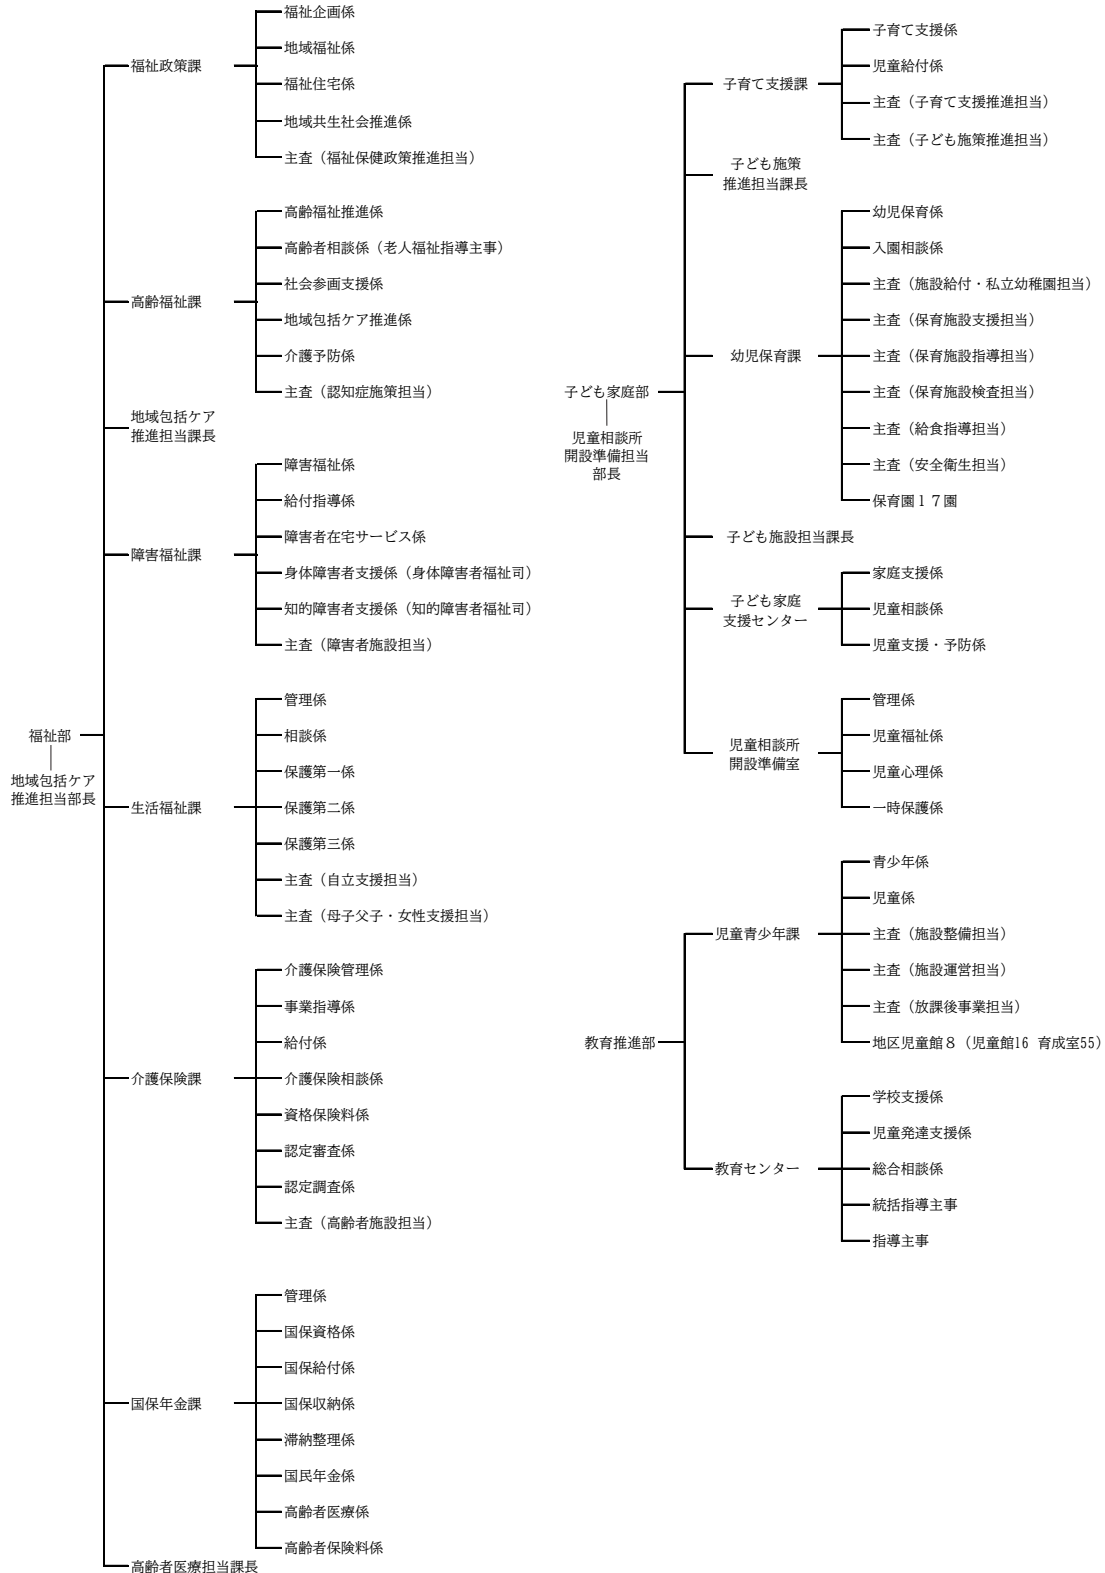 福祉部
地域包括ケア
推進担当部長
福祉政策課
福祉企画係
地域福祉係
福祉住宅係
地域共生社会推進係
主査（福祉保健政策推進担当）
高齢福祉課
高齢福祉推進係
高齢者相談係（老人福祉指導主事）
社会参画支援係
地域包括ケア推進係
介護予防係
主査（認知症施策担当）
地域包括ケア
推進担当課長
障害福祉課
障害福祉係
給付指導係
障害者在宅サービス係
身体障害者支援係（身体障害者福祉司）
知的障害者支援係（知的障害者福祉司）
主査（障害者施設担当）
生活福祉課
管理係
相談係
保護第一係
保護第二係
保護第三係
主査（自立支援担当）
主査（母子父子・女性支援担当）
介護保険課
介護保険管理係
事業指導係
給付係
介護保険相談係
資格保険料係
認定審査係
認定調査係
主査（高齢者施設担当）
国保年金課
管理係
国保資格係
国保給付係
国保収納係
滞納整理係
国民年金係
高齢者医療係
高齢者保険料係
高齢者医療担当課長
子ども家庭部
児童相談所
開設準備担当
部長
子育て支援課
子育て支援係
児童給付係
主査（子育て支援推進担当）
主査（子ども施策推進担当）
子ども施策
推進担当課長
幼児保育課
幼児保育係
入園相談係
主査（施設給付・私立幼稚園担当）
主査（保育施設支援担当）
主査（保育施設指導担当）
主査（保育施設検査担当）
主査（給食指導担当）
主査（安全衛生担当）
保育園１７園
子ども施設担当課長
子ども家庭
支援センター
家庭支援係
児童相談係
児童支援・予防係
児童相談所
開設準備室
管理係
児童福祉係
児童心理係
一時保護係
教育推進部
児童青少年課
青少年係
児童係
主査（施設整備担当）
主査（施設運営担当）
主査（放課後事業担当）
地区児童館８（児童館16 育成室55）
教育センター
学校支援係
児童発達支援係
総合相談係
統括指導主事
指導主事